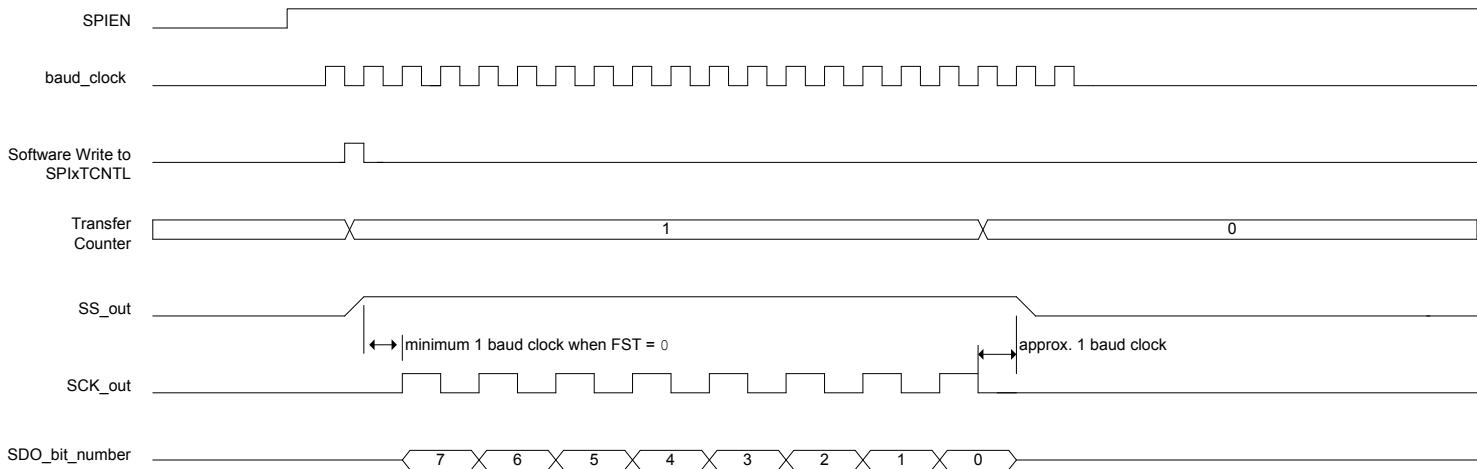 SPIEN
baud_clock
Software Write to
SPIxTCNTL
Transfer
Counter
1
0
SS_out
minimum 1 baud clock when FST = 0
approx. 1 baud clock
SCK_out
SDO_bit_number
7 6 5 4 3 2 1 0